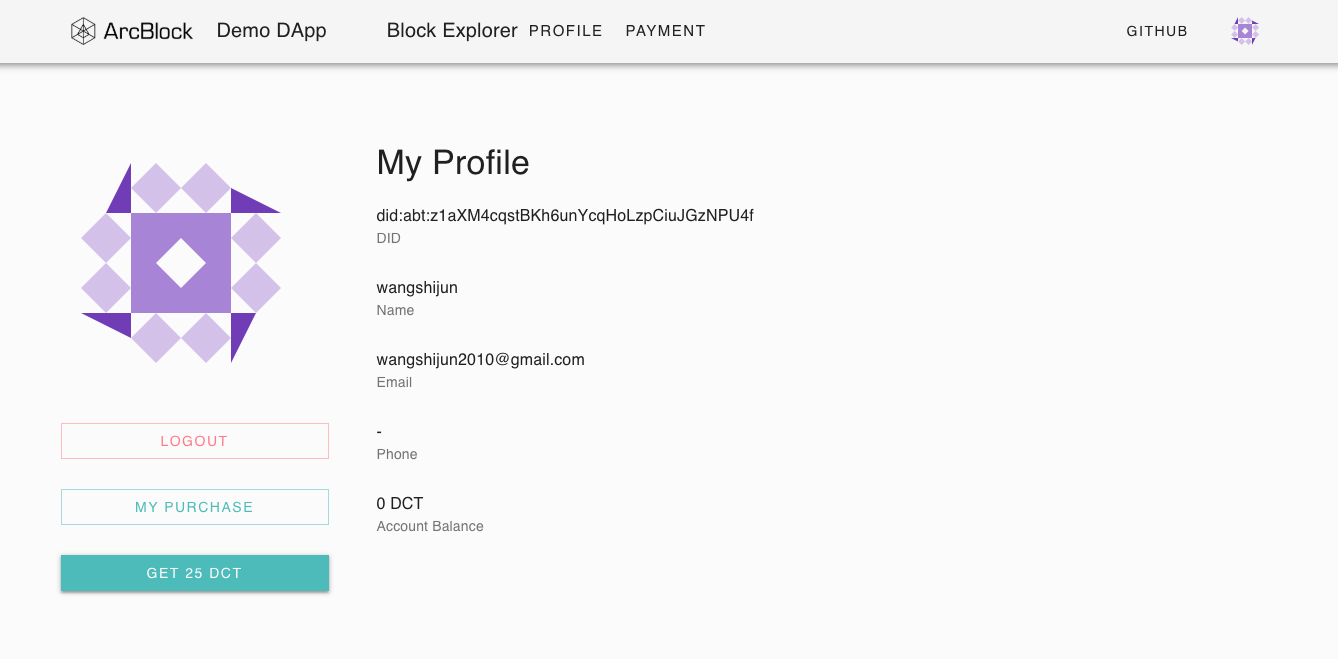 ArcBlock Demo DApp Block Explorer PROFILE PAYMENT GITHUB
My Profile
did:abt:z1aXM4cqstBKh6unYcqHoLzpCiuJGzNPU4f
DID
wangshijun
Name
wangshijun2010@gmail.com
Email
-
Phone
0 DCT
Account Balance
LOGOUT
MY PURCHASE
GET 25 DCT